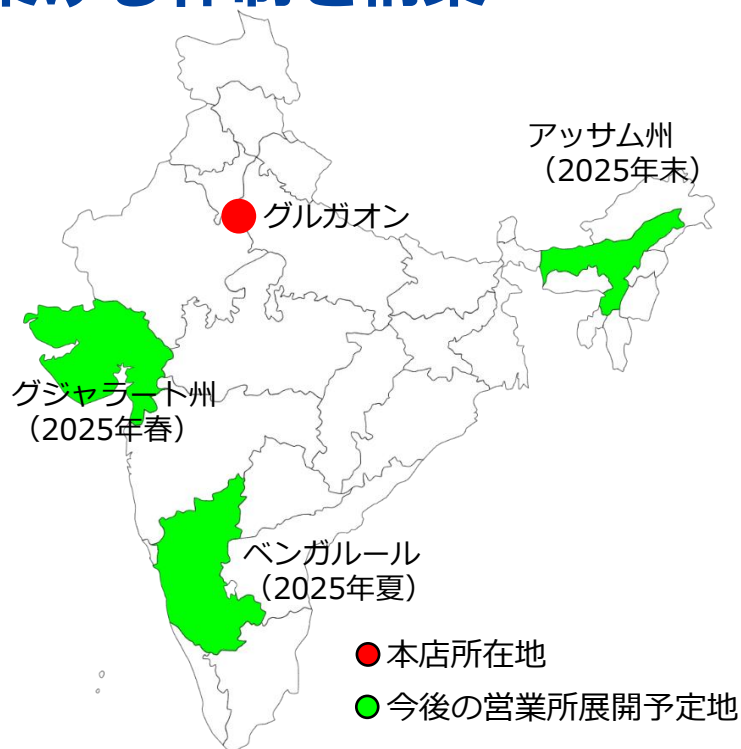 アッサム州
（2025年末）
グルガオン
グジャラート州
（2025年春）
ベンガルール
（2025年夏）
本店所在地
今後の営業所展開予定地